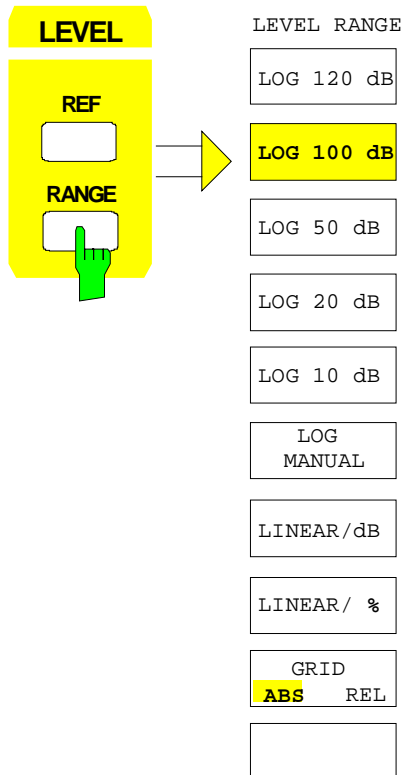 LEVEL
REF
RANGE
LEVEL RANGE
LOG 120 dB
LOG 100 dB
LOG 50 dB
LOG 20 dB
LOG 10 dB
LOG
MANUAL
LINEAR/dB
LINEAR/ %
GRID
ABS REL